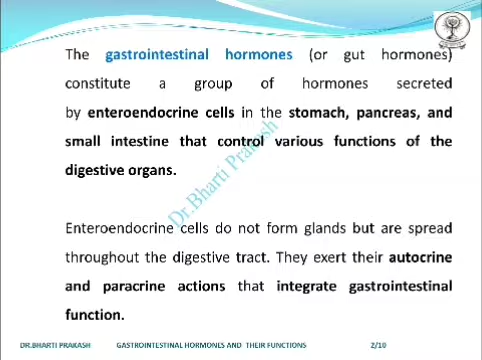 The gastrointestinal hormones (or gut hormones)
constitute a group of hormones secreted
by enteroendocrine cells in the stomach, pancreas, and
small intestine that control various functions of the
digestive organs.
Dr.Bharti Prakash
Enteroendocrine cells do not form glands but are spread
throughout the digestive tract. They exert their autocrine
and paracrine actions that integrate gastrointestinal
function.
DR.BHARTI PRAKASH GASTROINTESTINAL HORMONES AND THEIR FUNCTIONS 2/10